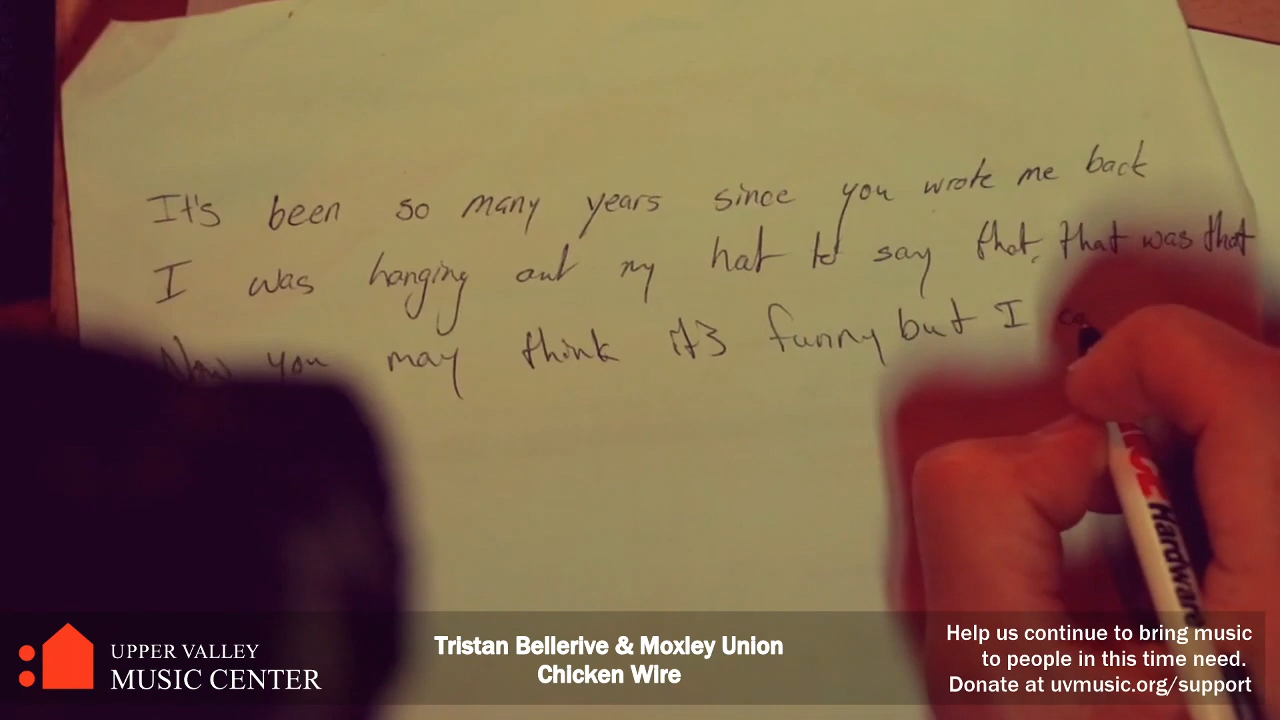 It's been so many years since you wrote me back
I was hanging out my hat to say that, that was that
Now you may think it's funny but I
Hardware
UPPER VALLEY
MUSIC CENTER
Tristan Bellerive & Moxley Union
Chicken Wire
Help us continue to bring music
to people in this time need.
Donate at uvmusic.org/support